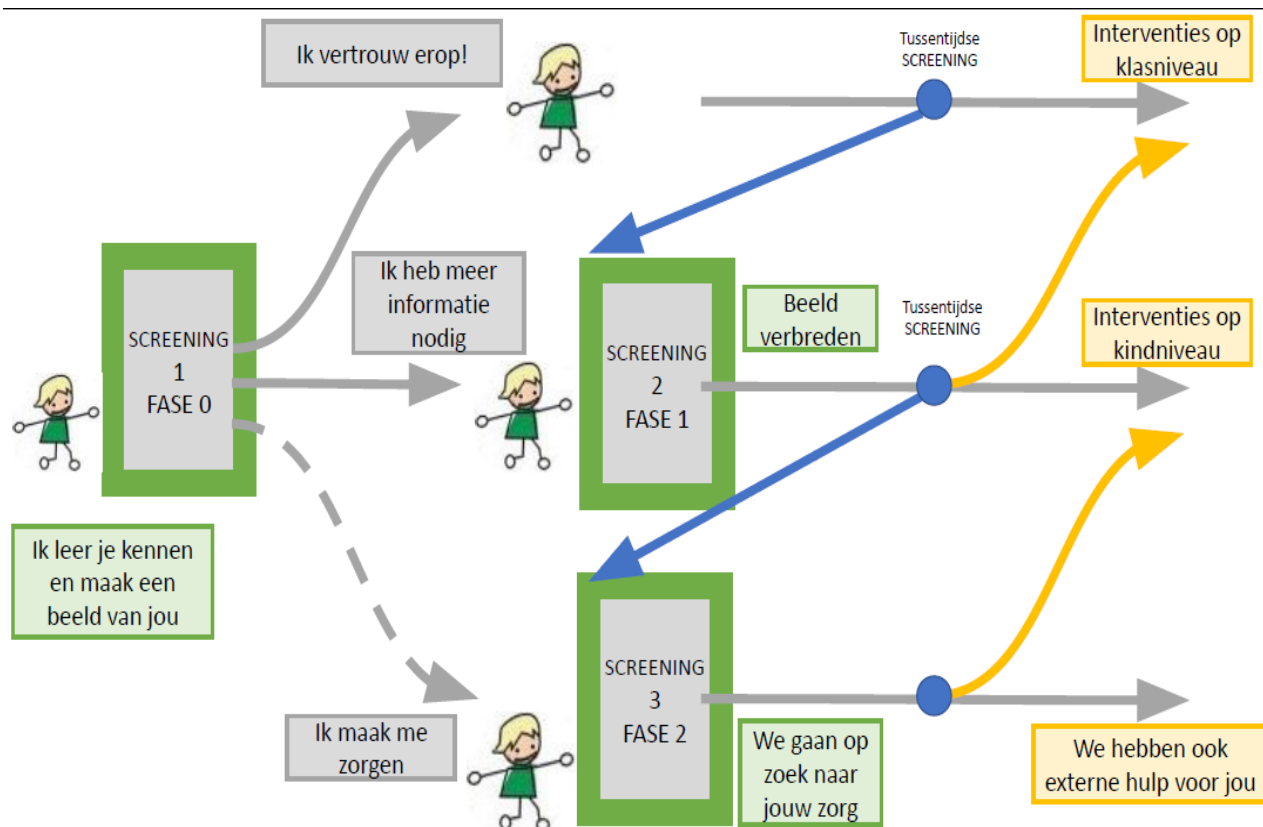 Ik vertrouw erop!
Tussentijdse
SCREENING
Interventies op
klasniveau
Ik heb meer
informatie
nodig
SCREENING
1
FASE 0
Beeld
verbreden
Tussentijdse
SCREENING
Interventies op
kindniveau
SCREENING
2
FASE 1
Ik leer je kennen
en maak een
beeld van jou
SCREENING
3
FASE 2
Ik maak me
zorgen
We gaan op
zoek naar
jouw zorg
We hebben ook
externe hulp voor jou